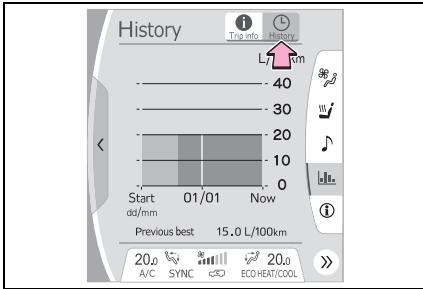 History
Trip info
History
40
30
20
10
0
Start 01/01 Now
dd/mm
Previous best 15.0 L/100km
20.0 20.0
A/C SYNC ECO HEAT/COOL